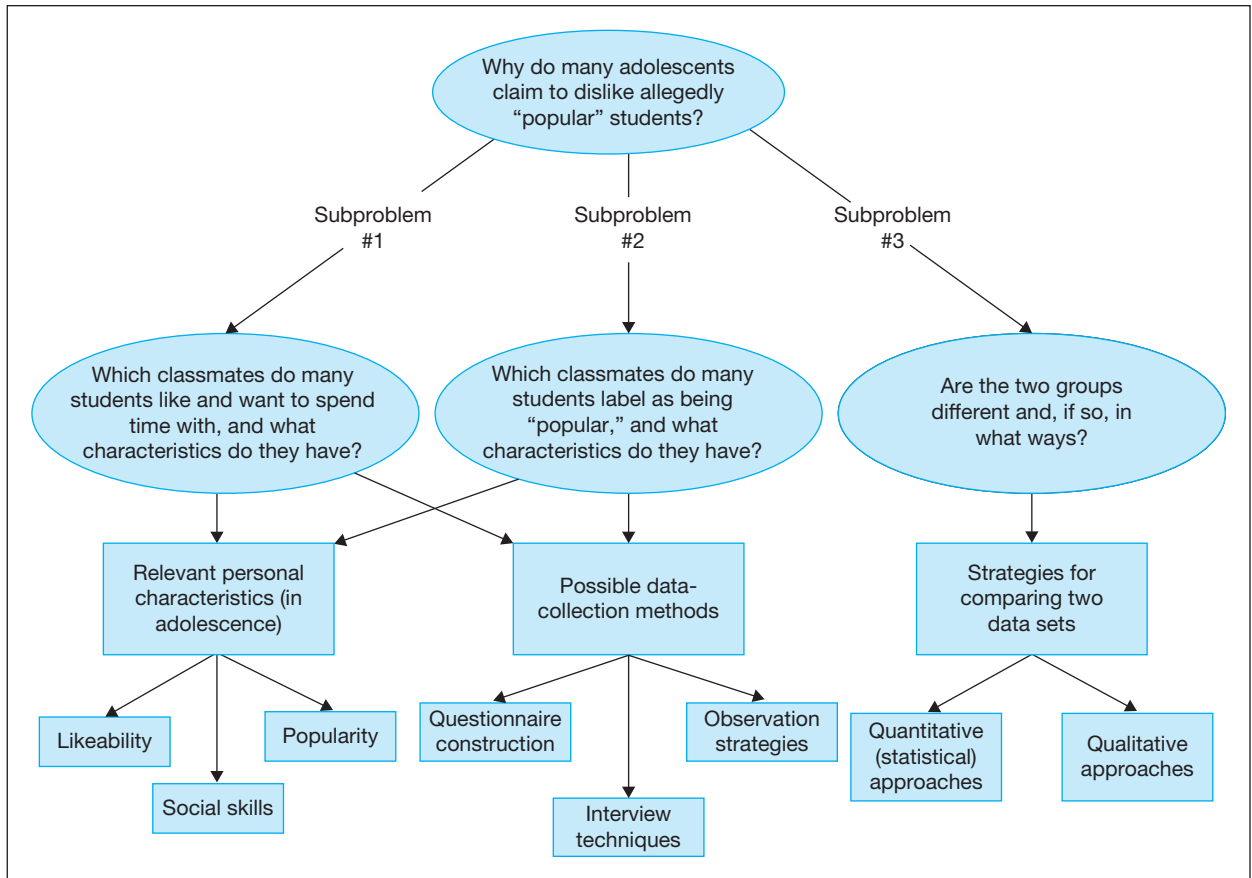 Why do many adolescents
claim to dislike allegedly
“popular” students?
Subproblem
#1
Subproblem
#2
Subproblem
#3
Which classmates do many
students like and want to spend
time with, and what
characteristics do they have?
Which classmates do many
students label as being
“popular,” and what
characteristics do they have?
Are the two groups
different and, if so, in
what ways?
Relevant personal
characteristics (in
adolescence)
Possible data-
collection methods
Strategies for
comparing two
data sets
Likeability
Social skills
Popularity
Questionnaire
construction
Interview
techniques
Observation
strategies
Quantitative
(statistical)
approaches
Qualitative
approaches